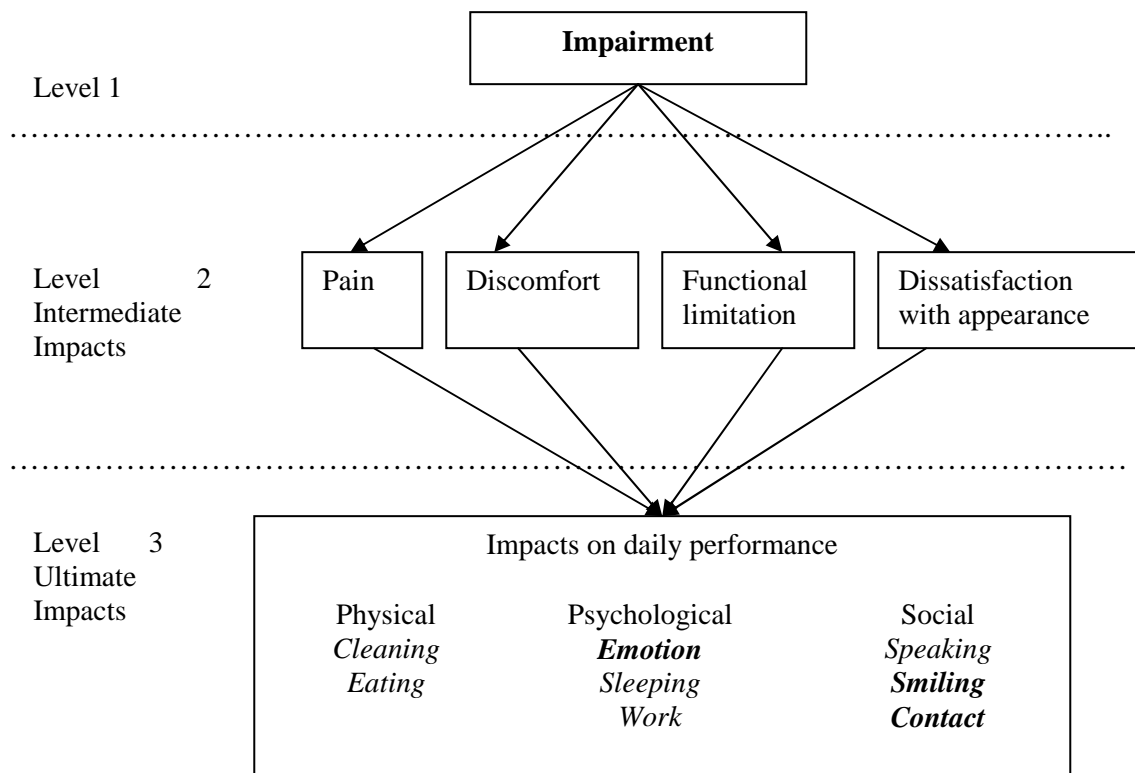 Impairment
Level 1
Level 2
Intermediate
Impacts
Pain
Discomfort
Functional
limitation
Dissatisfaction
with appearance
Level 3
Ultimate
Impacts
Impacts on daily performance
Physical
Cleaning
Eating
Psychological
Emotion
Sleeping
Work
Social
Speaking
Smiling
Contact